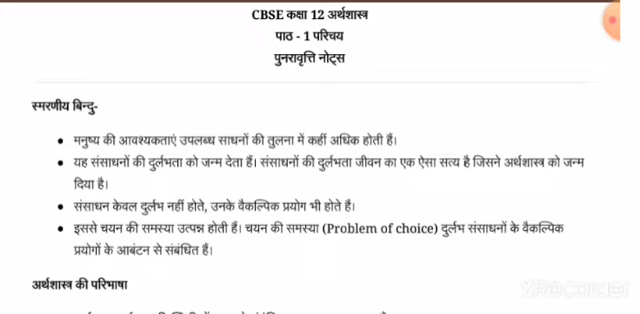 CBSE कक्षा 12 अर्थशास्त्र
पाठ - 1 परिचय
पुनरावृत्ति नोट्स
स्मरणीय बिन्दु-
मनुष्य की आवश्यकताएं उपलब्ध साधनों की तुलना में कहीं अधिक होती हैं।
यह संसाधनों की दुर्लभता को जन्म देता हैं। संसाधनों की दुर्लभता जीवन का एक ऐसा सत्य है जिसने अर्थशास्त्र को जन्म
दिया है।
संसाधन केवल दुर्लभ नहीं होते, उनके वैकल्पिक प्रयोग भी होते हैं।
इससे चयन की समस्या उत्पन्न होती हैं। चयन की समस्या (Problem of choice) दुर्लभ संसाधनों के वैकल्पिक
प्रयोगों के आबंटन से संबंधित हैं।
अर्थशास्त्र की परिभाषा
XRecorder